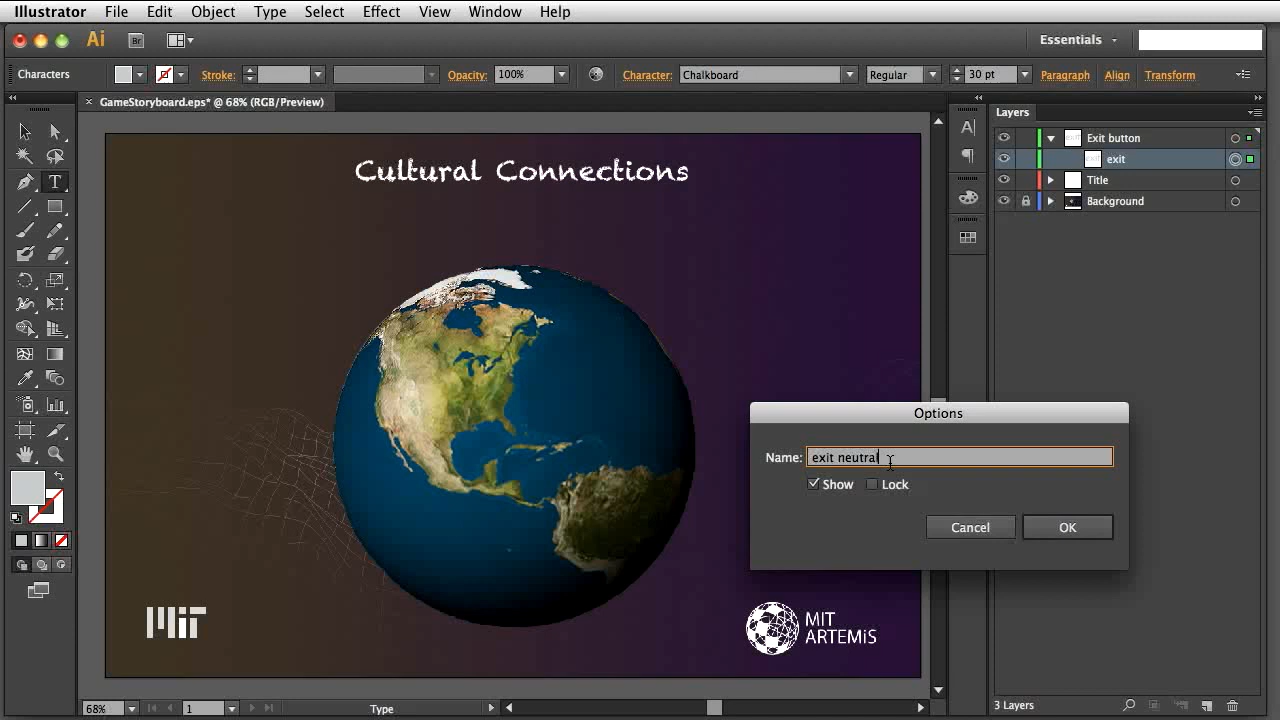 Illustrator File Edit Object Type Select Effect View Window Help
Ai Br Essentials
Characters Stroke: Opacity: 100% Character: Chalkboard Regular 30 pt Paragraph Align Transform
× GameStoryboard.eps* @ 68% (RGB/Preview)
Layers
Exit button
exit
Title
Background
Cultural Connections
Options
Name: exit neutral
Show Lock
Cancel OK
MIT
MIT
ARTEMiS
68% 1 Type
3 Layers